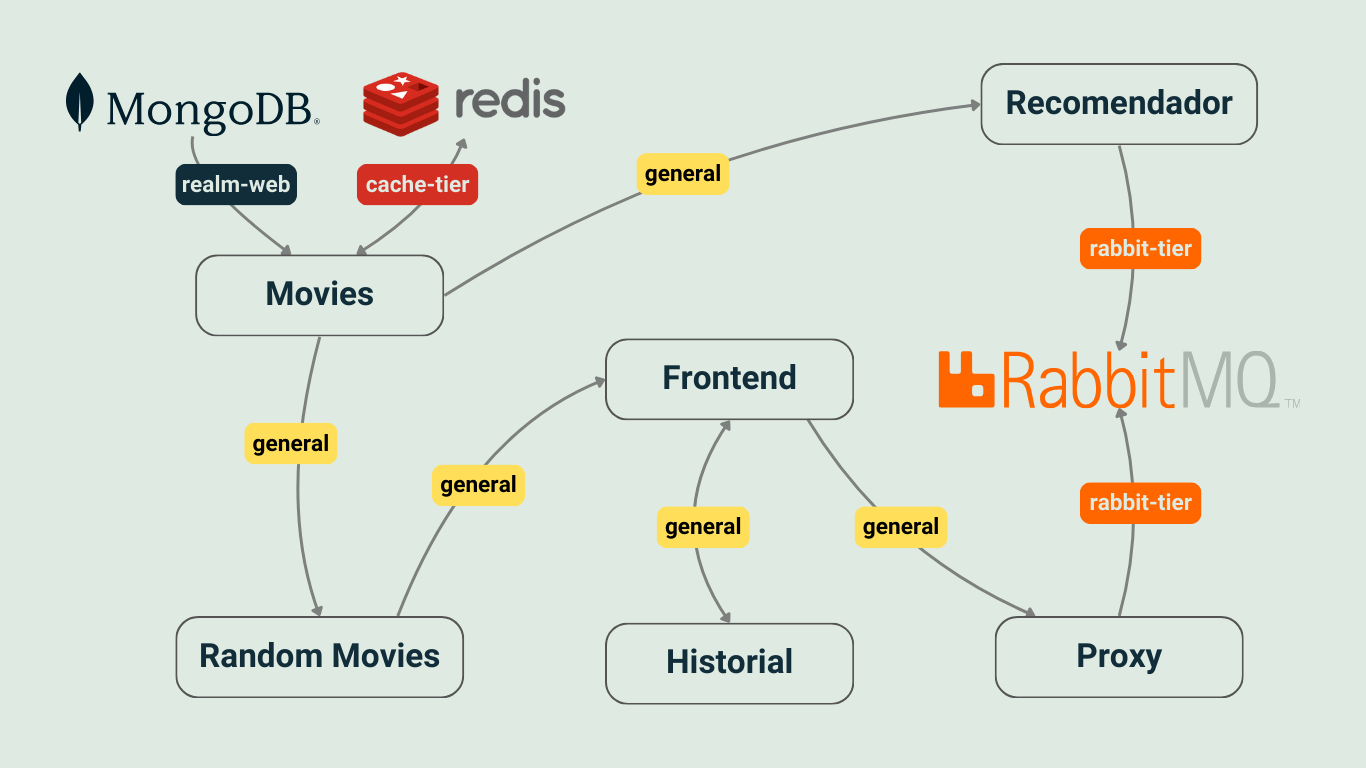 MongoDB®
redis
Recomendador
general
realm-web
cache-tier
rabbit-tier
Movies
Frontend
RabbitMQ™
general
general
general
general
rabbit-tier
Random Movies
Historial
Proxy